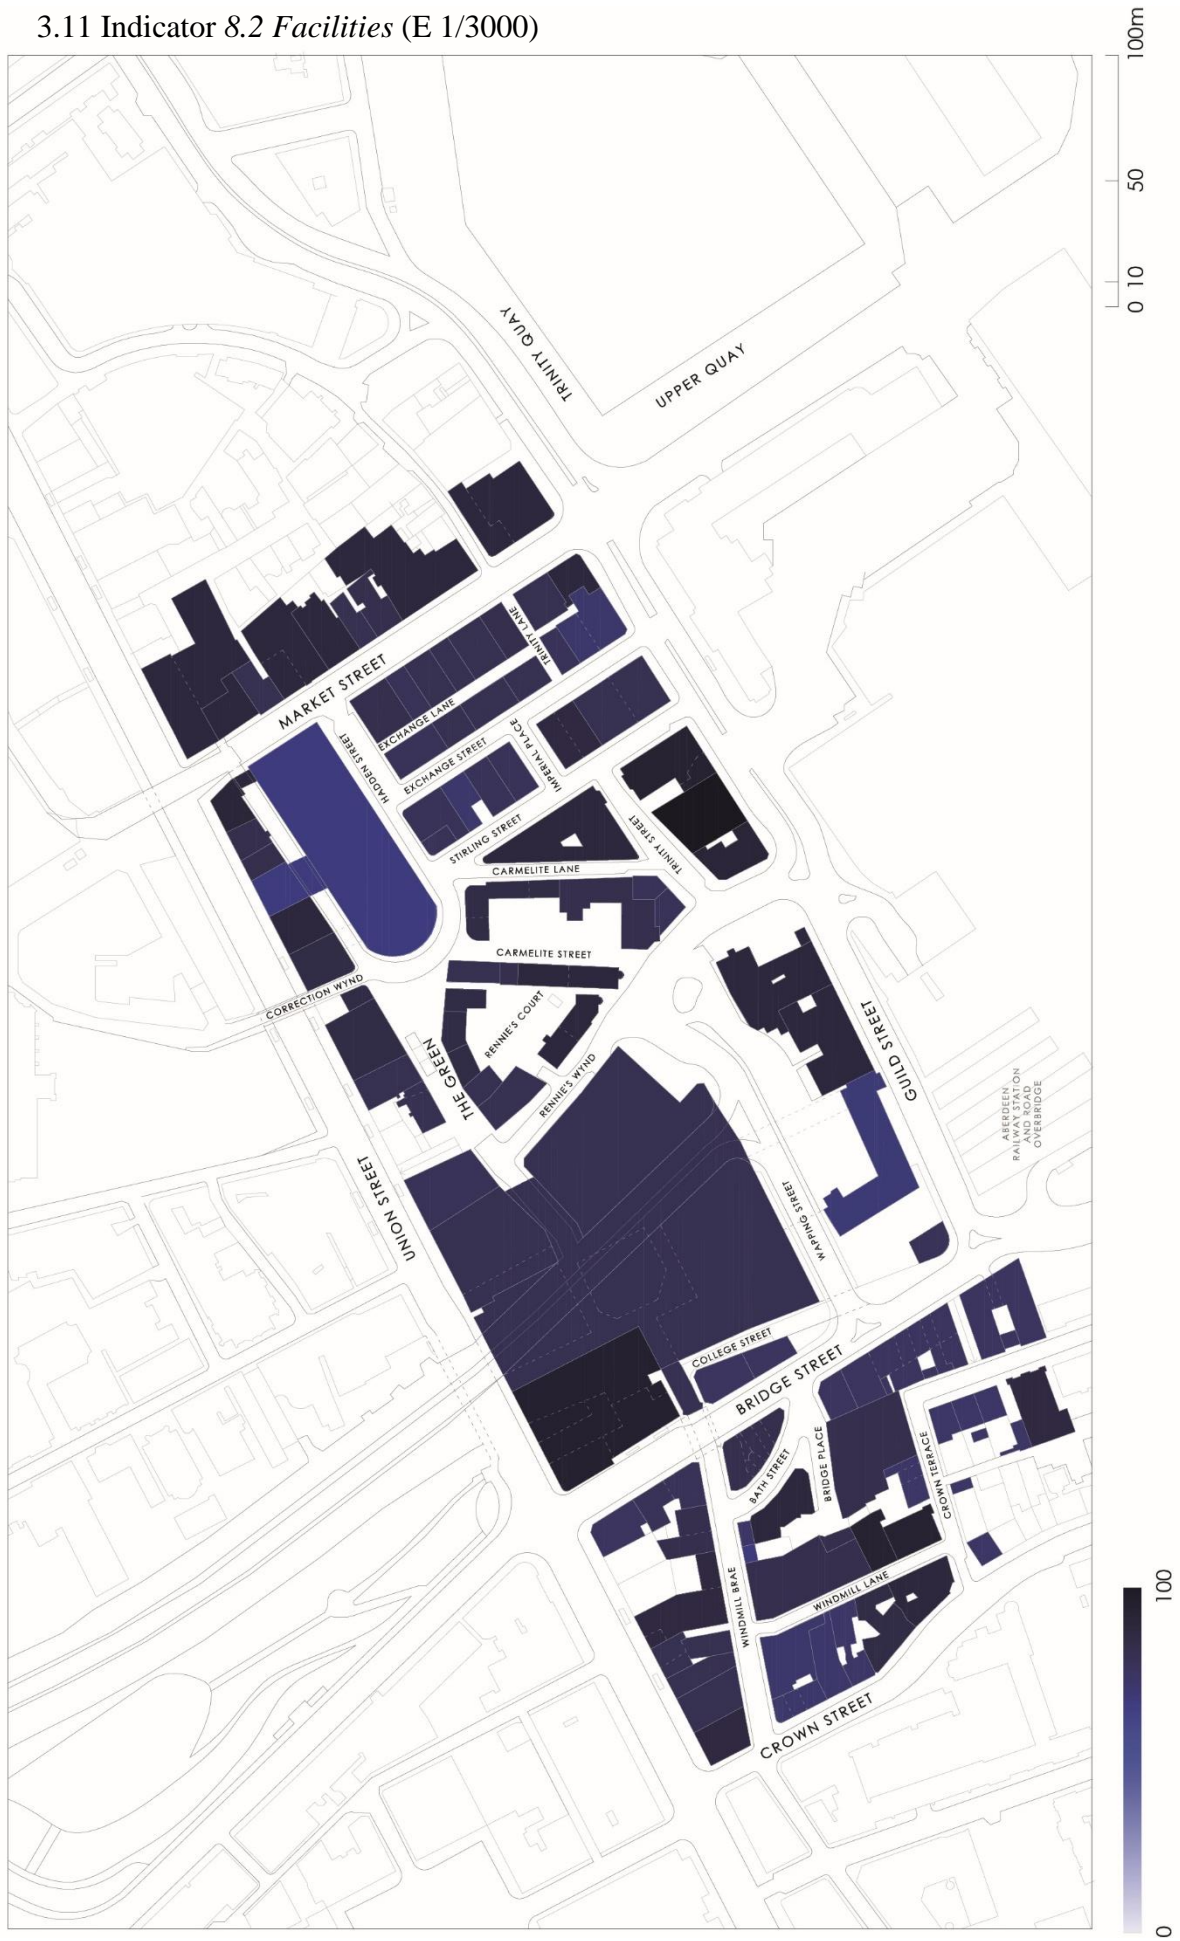 3.11 Indicator 8.2 Facilities (E 1/3000)
100m
50
10
0
TRINITY QUAY
UPPER QUAY
MARKET STREET
TRINITY LANE
TRINITY LANE
EXCHANGE LANE
HADDEN STREET
EXCHANGE STREET
IMPERIAL PLACE
STIRLING STREET
TRINITY STREET
CARMELITE LANE
CARMELITE STREET
CORRECTION WYND
RENNIE'S COURT
THE GREEN
RENNIE'S WYND
GUILD STREET
ABERDEEN
RAILWAY STATION
AND ROAD
OVERBRIDGE
UNION STREET
WAPPING STREET
COLLEGE STREET
BRIDGE STREET
BATH STREET
BRIDGE PLACE
CROWN TERRACE
WINDMILL BRAE
WINDMILL LANE
CROWN STREET
100
0